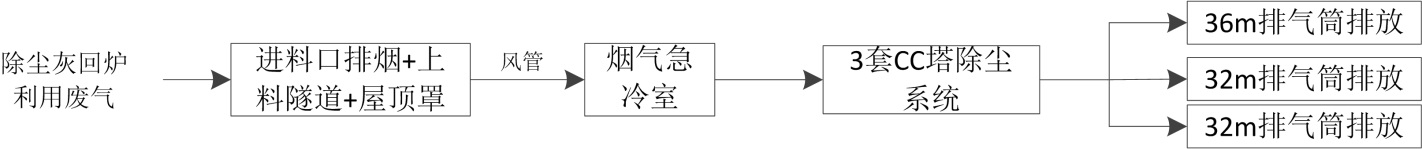 除尘灰回炉
利用废气
进料口排烟+上
料隧道+屋顶罩
风管
烟气急
冷室
3套CC塔除尘
系统
36m排气筒排放
32m排气筒排放
32m排气筒排放